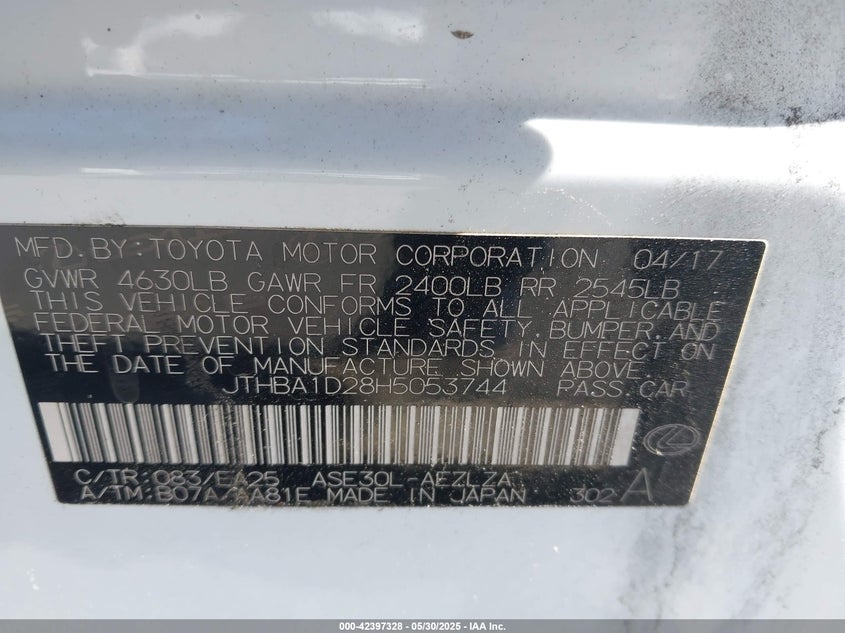 MFD.BY:TOYOTA MOTOR CORPORATION 04/17
GVWR 4630LB GAWR FR 2400LB RR 2545LB
THIS VEHICLE CONFORMS TO ALL APPLICABLE
FEDERAL MOTOR VEHICLE SAFETY, BUMPER, AND
THEFT PREVENTION STANDARDS IN EFFECT ON
THE DATE OF MANUFACTURE SHOWN ABOVE.
JTHBA1D28H5053744 PASS.CAR
C/TR:083/EA25 ASE30L-AEZLZA
A/TM:B07A/AA81E MADE IN JAPAN 302 A
000-42397328 - 05/30/2025 - IAA Inc.